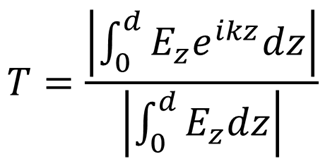 T = |∫₀ᵈ E_z e^{ikz} dz| / |∫₀ᵈ E_z dz|